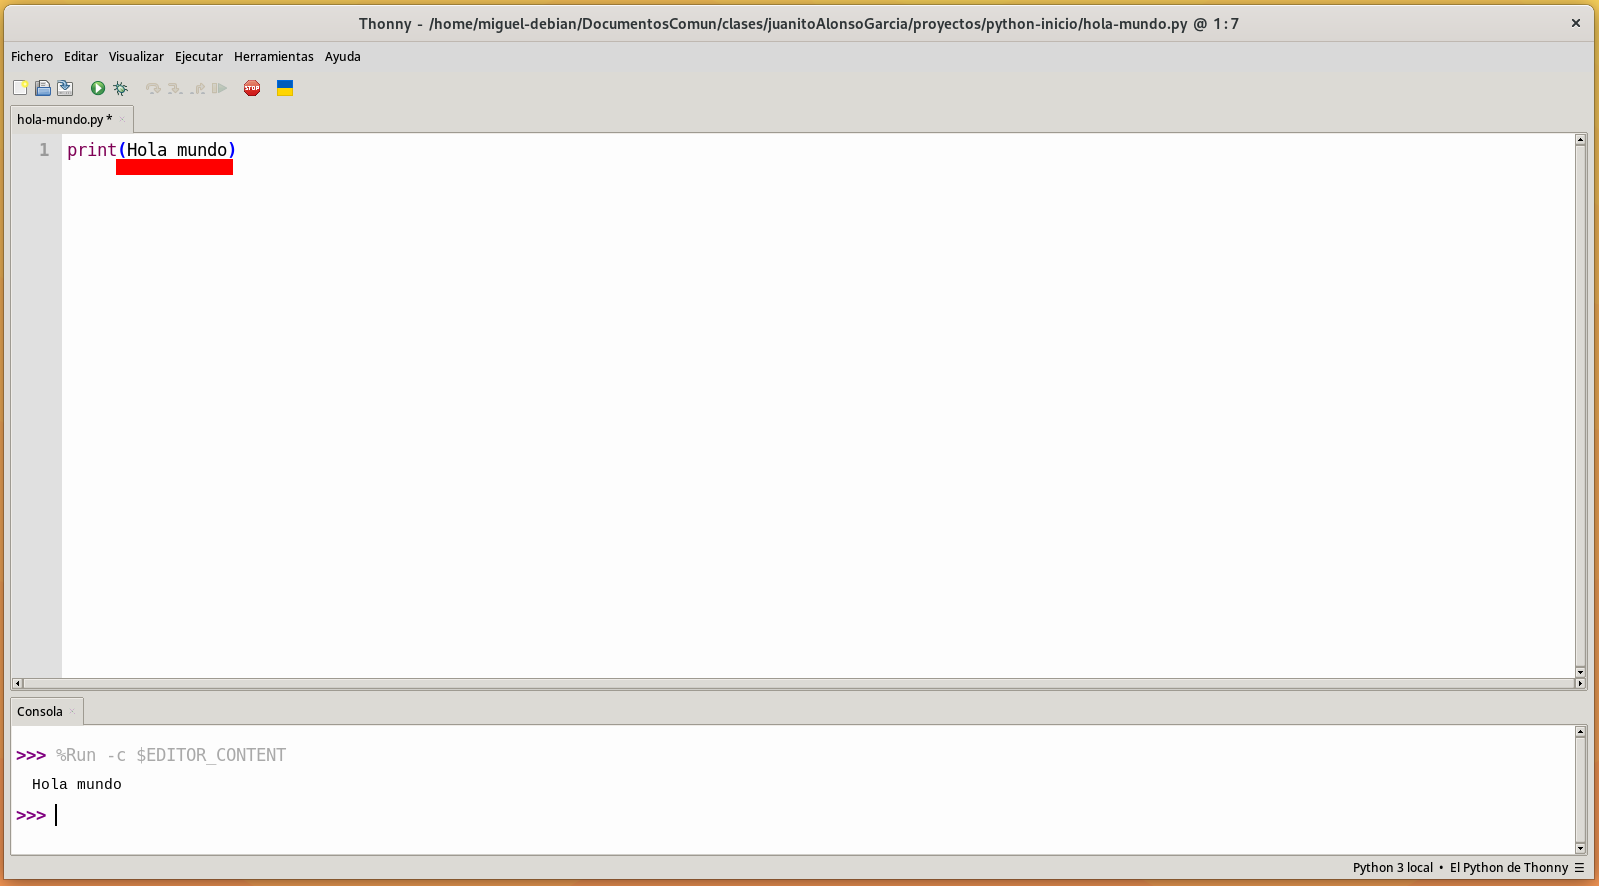 Thonny - /home/miguel-debian/DocumentosComun/clases/juanitoAlonsoGarcia/proyectos/python-inicio/hola-mundo.py @ 1:7
Fichero Editar Visualizar Ejecutar Herramientas Ayuda
STOP
hola-mundo.py *
1 print(Hola mundo)
Consola
>>> %Run -c $EDITOR_CONTENT
Hola mundo
>>>
Python 3 local • El Python de Thonny ☰